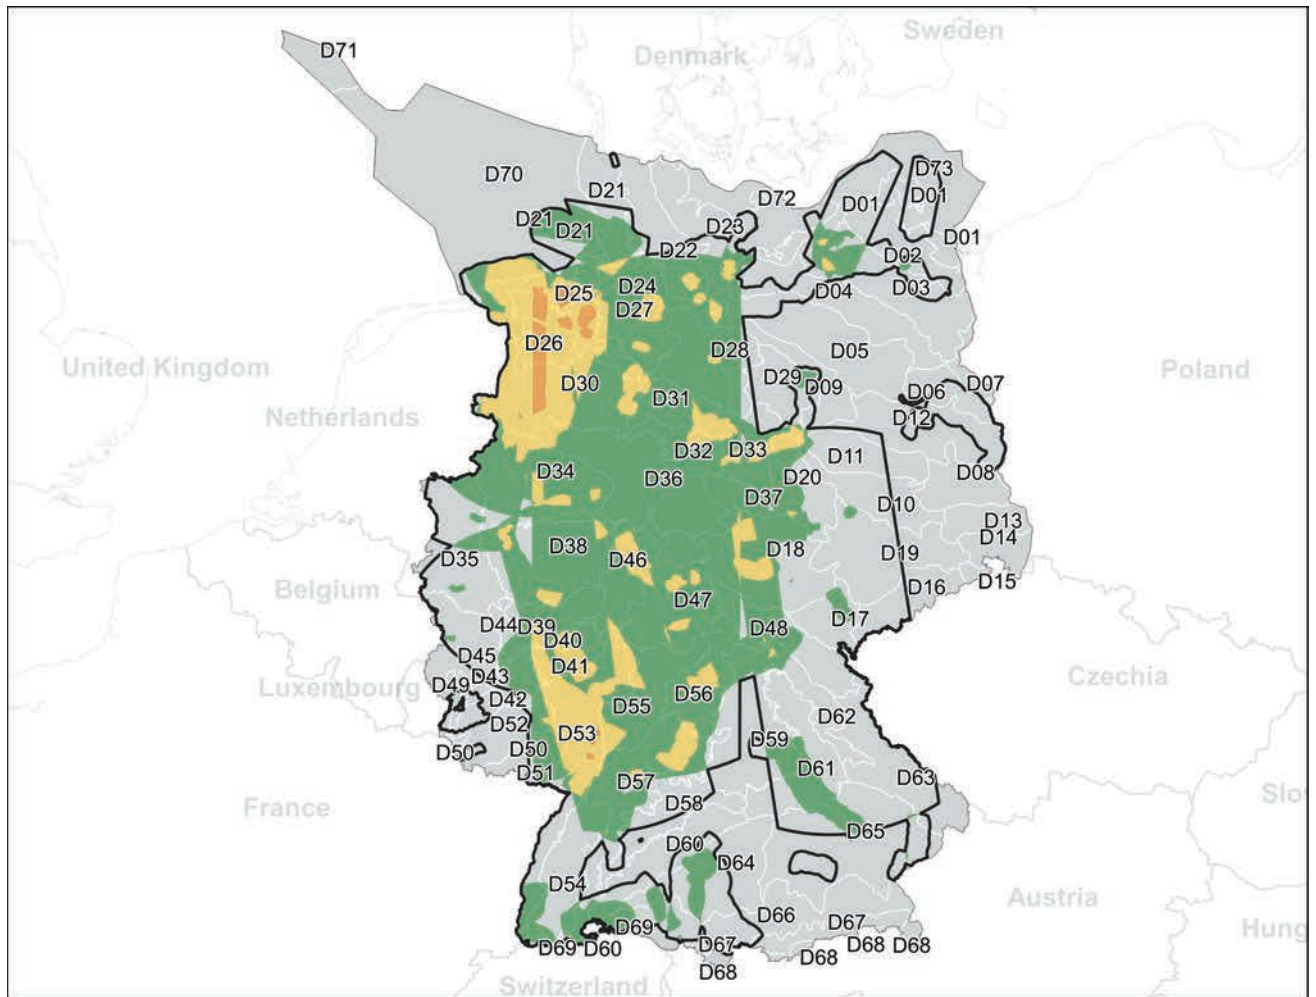 Sweden
D71
Denmark
D73
D70
D21
D72
D01
D01
D21
D21
D23
D01
D22
D02
D24
D25
D04
D03
D27
D26
D28
D05
United Kingdom
Poland
D29
D09
D06
D07
D30
D31
Netherlands
D12
D32
D33
D11
D34
D36
D20
D08
D37
D10
D13
D14
D38
D18
D19
D35
D46
D15
D16
Belgium
D47
D17
D44
D39
D48
D40
D45
D41
D43
Czechia
D49
Luxembourg
D42
D56
D55
D62
D52
D53
D59
D50
D50
D61
D51
D57
D63
Slo
D58
France
D65
D60
D64
D54
Austria
D66
D69
D67
Hung
D69
D60
D67
D68
D68
D68
D68
Switzerland